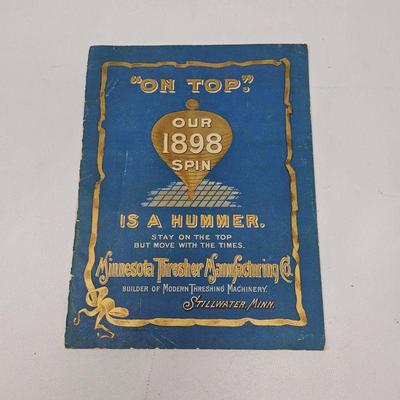 "ON TOP."
OUR
1898
SPIN
IS A HUMMER.
STAY ON THE TOP
BUT MOVE WITH THE TIMES.
Minnesota Thresher Manufacturing Co.
BUILDER OF MODERN THRESHING MACHINERY.
STILLWATER, MINN.